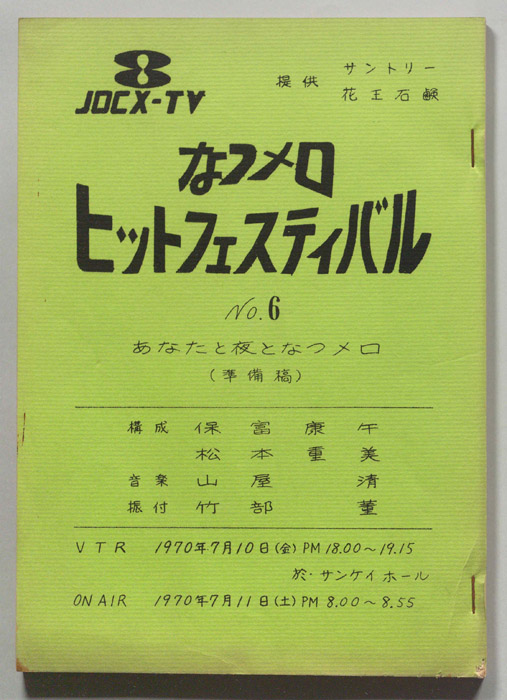 8
JOCX-TV
提供 サントリー
花王石鹸
なつメロ
ヒットフェスティバル
No.6
あなたと夜となつメロ
(準備稿)
構成 保富康午
松本重美
音楽 山屋清
振付 竹部董
VTR 1970年7月10日(金)PM 18.00～19.15
於・サンケイホール
ON AIR 1970年7月11日(土)PM 8.00～8.55